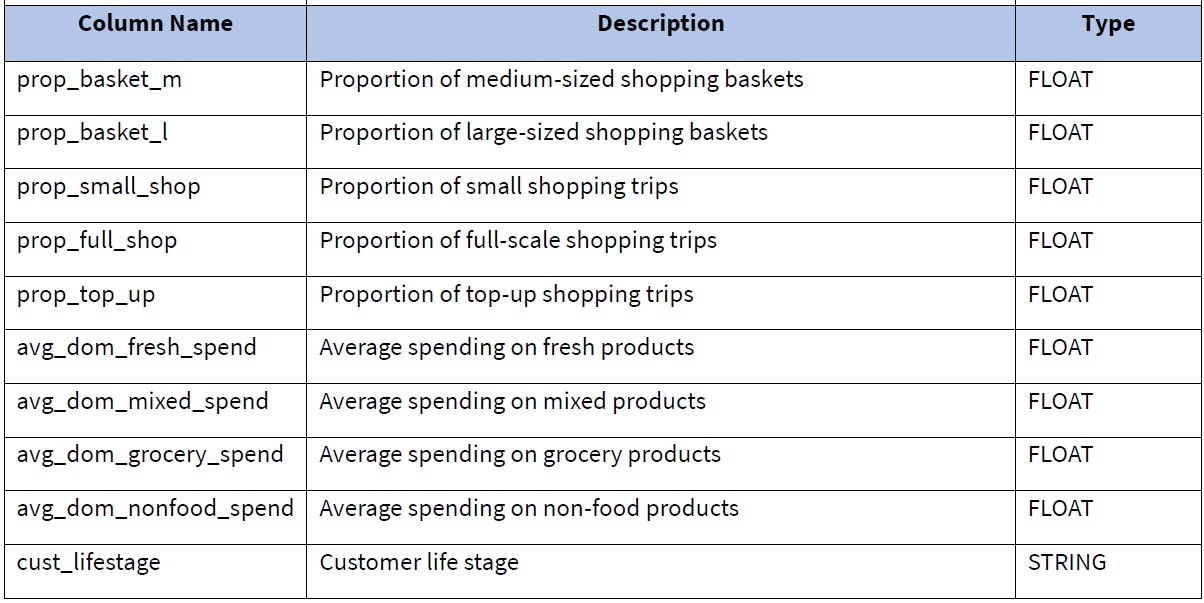 Column Name Description Type
prop_basket_m Proportion of medium-sized shopping baskets FLOAT
prop_basket_l Proportion of large-sized shopping baskets FLOAT
prop_small_shop Proportion of small shopping trips FLOAT
prop_full_shop Proportion of full-scale shopping trips FLOAT
prop_top_up Proportion of top-up shopping trips FLOAT
avg_dom_fresh_spend Average spending on fresh products FLOAT
avg_dom_mixed_spend Average spending on mixed products FLOAT
avg_dom_grocery_spend Average spending on grocery products FLOAT
avg_dom_nonfood_spend Average spending on non-food products FLOAT
cust_lifestage Customer life stage STRING